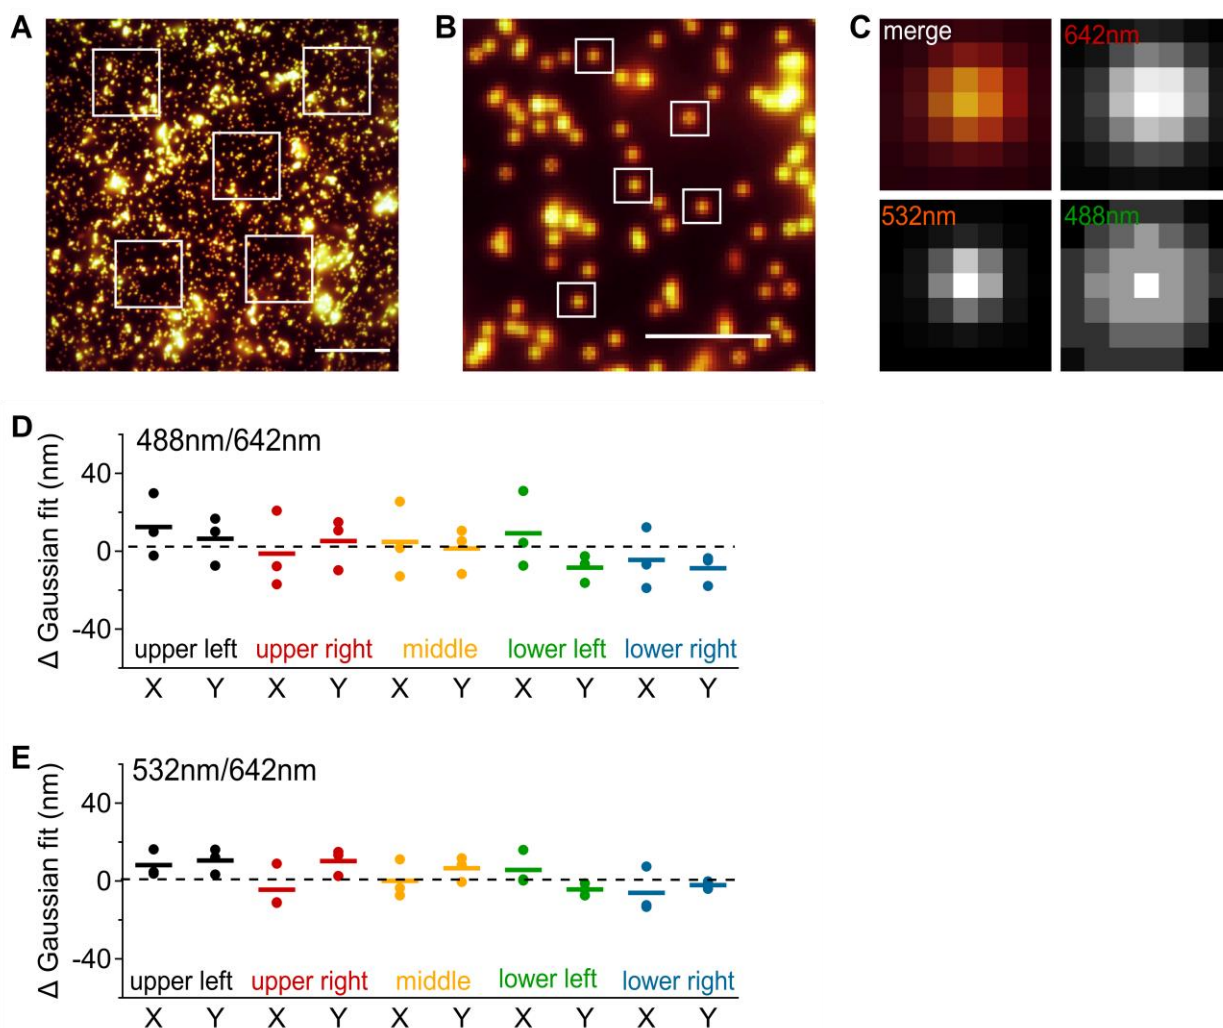 A
B
C
merge
642nm
532nm
488nm
D
488nm/642nm
Δ Gaussian fit (nm)
40
0
-40
upper left upper right middle lower left lower right
X Y X Y X Y X Y X Y
E
532nm/642nm
Δ Gaussian fit (nm)
40
0
-40
upper left upper right middle lower left lower right
X Y X Y X Y X Y X Y